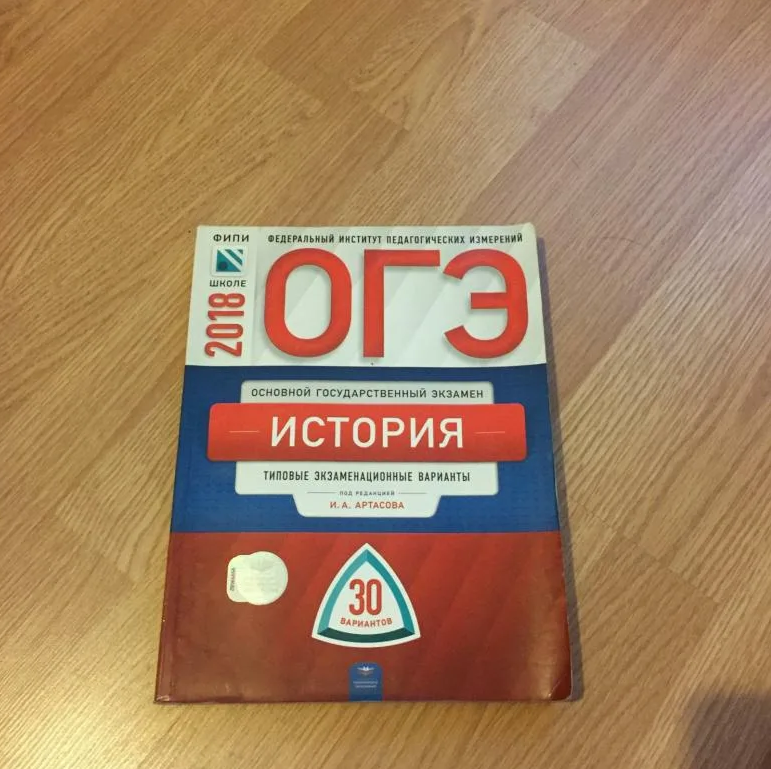 ФИПИ
ШКОЛЕ
2018
ФЕДЕРАЛЬНЫЙ ИНСТИТУТ ПЕДАГОГИЧЕСКИХ ИЗМЕРЕНИЙ
ОГЭ
ОСНОВНОЙ ГОСУДАРСТВЕННЫЙ ЭКЗАМЕН
ИСТОРИЯ
ТИПОВЫЕ ЭКЗАМЕНАЦИОННЫЕ ВАРИАНТЫ
ПОД РЕДАКЦИЕЙ
И. А. АРТАСОВА
30
ВАРИАНТОВ